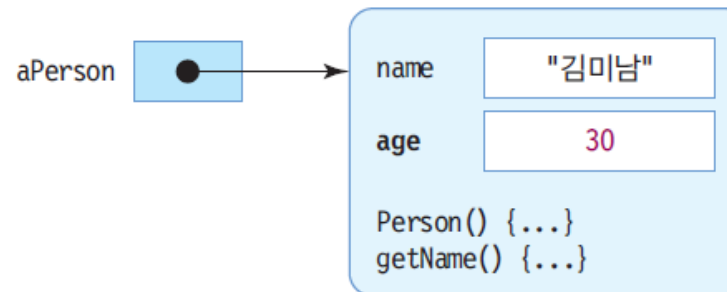 aPerson
name "김미남"
age 30
Person() {...}
getName() {...}